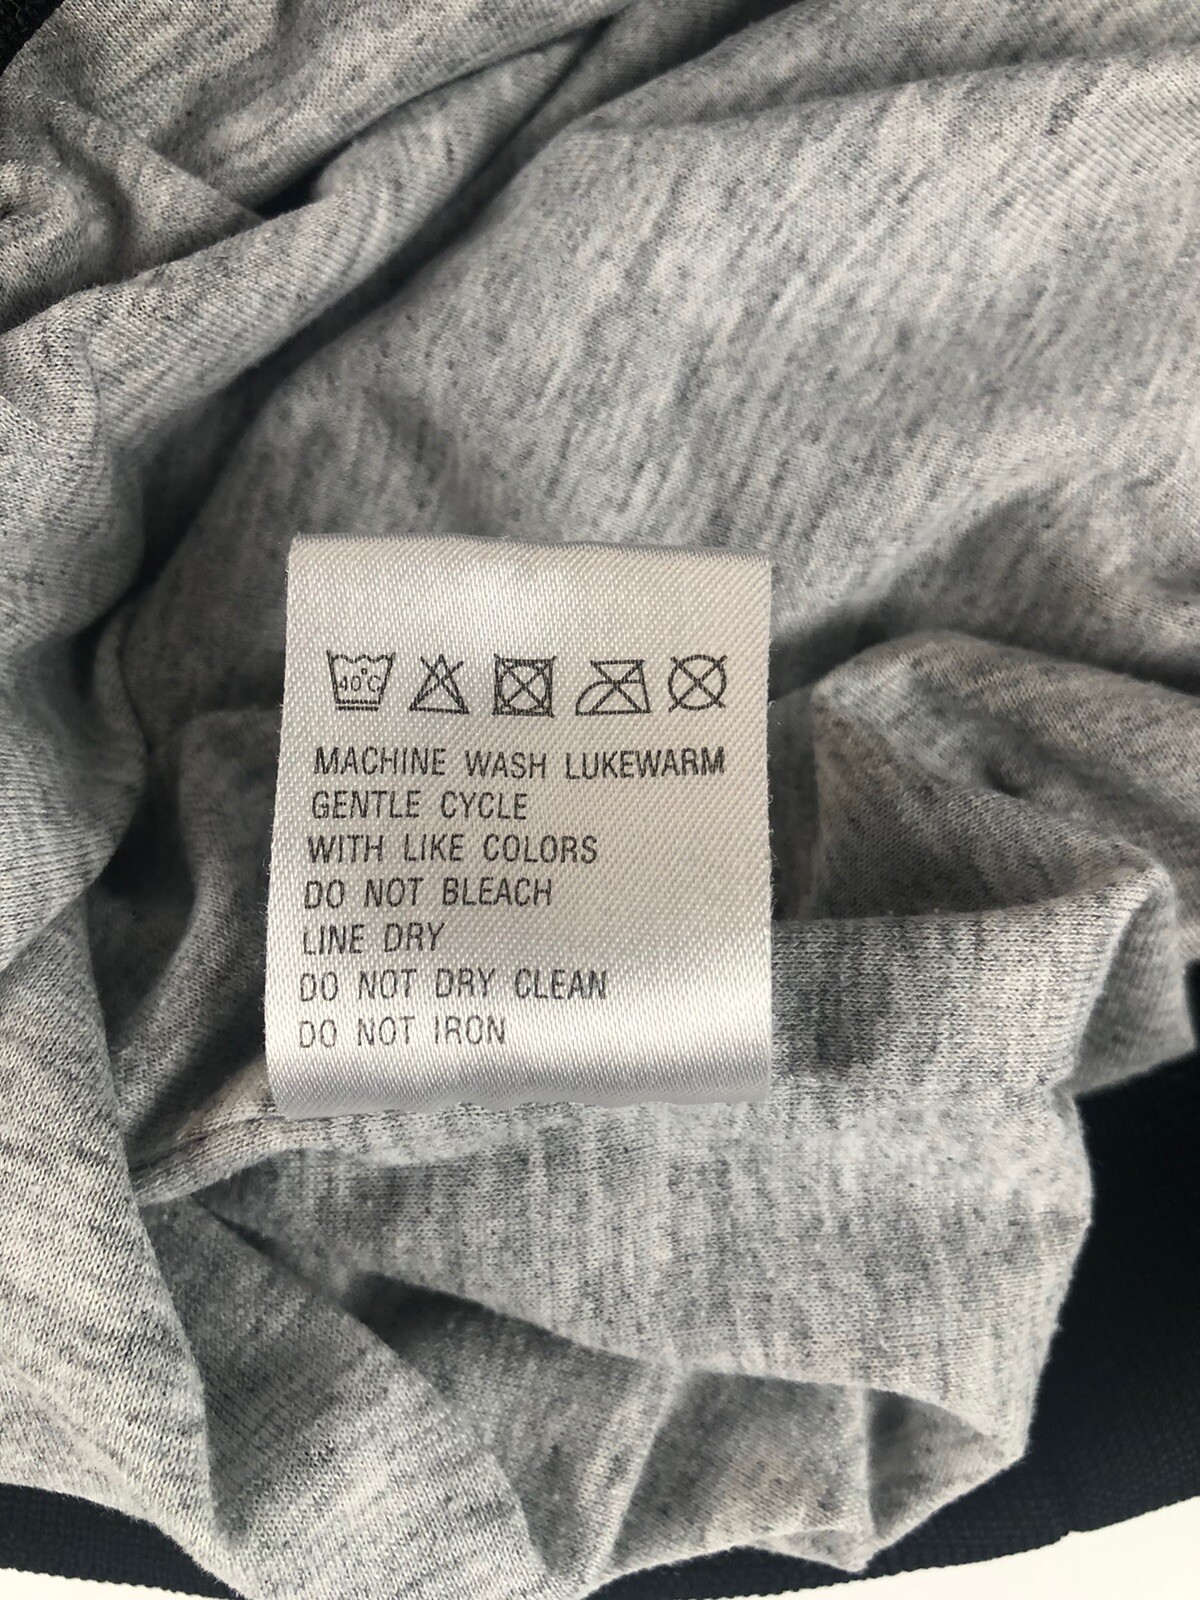 40°C
MACHINE WASH LUKEWARM
GENTLE CYCLE
WITH LIKE COLORS
DO NOT BLEACH
LINE DRY
DO NOT DRY CLEAN
DO NOT IRON